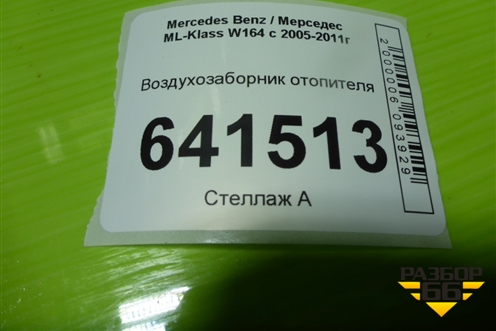 Mercedes Benz / Мерседес
ML-Klass W164 с 2005-2011г
Воздухозаборник отопителя
641513
Стеллаж А
2000006093929
РАЗБОР
66